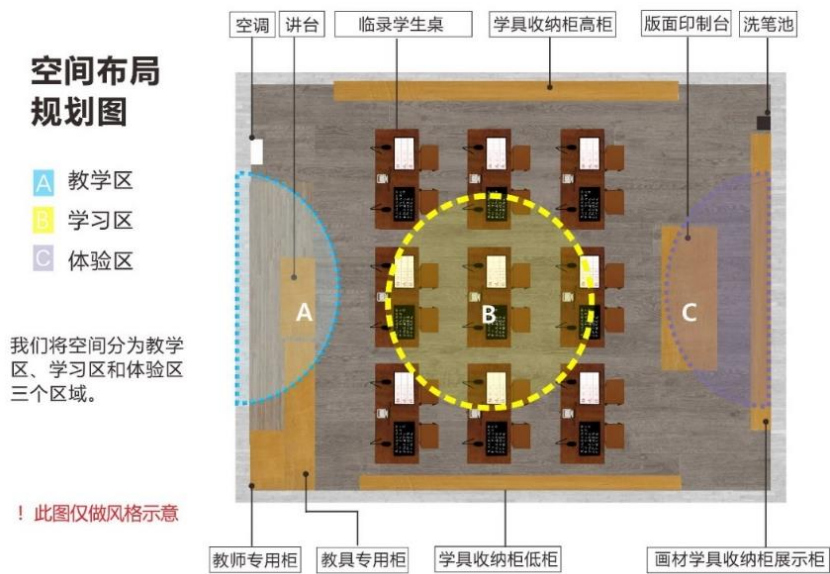 空调
讲台
临录学生桌
学具收纳柜高柜
版面印制台
洗笔池
空间布局
规划图
A 教学区
B 学习区
C 体验区
我们将空间分为教学
区、学习区和体验区
三个区域。
A
B
C
！此图仅做风格示意
教师专用柜
教具专用柜
学具收纳柜低柜
画材学具收纳柜展示柜